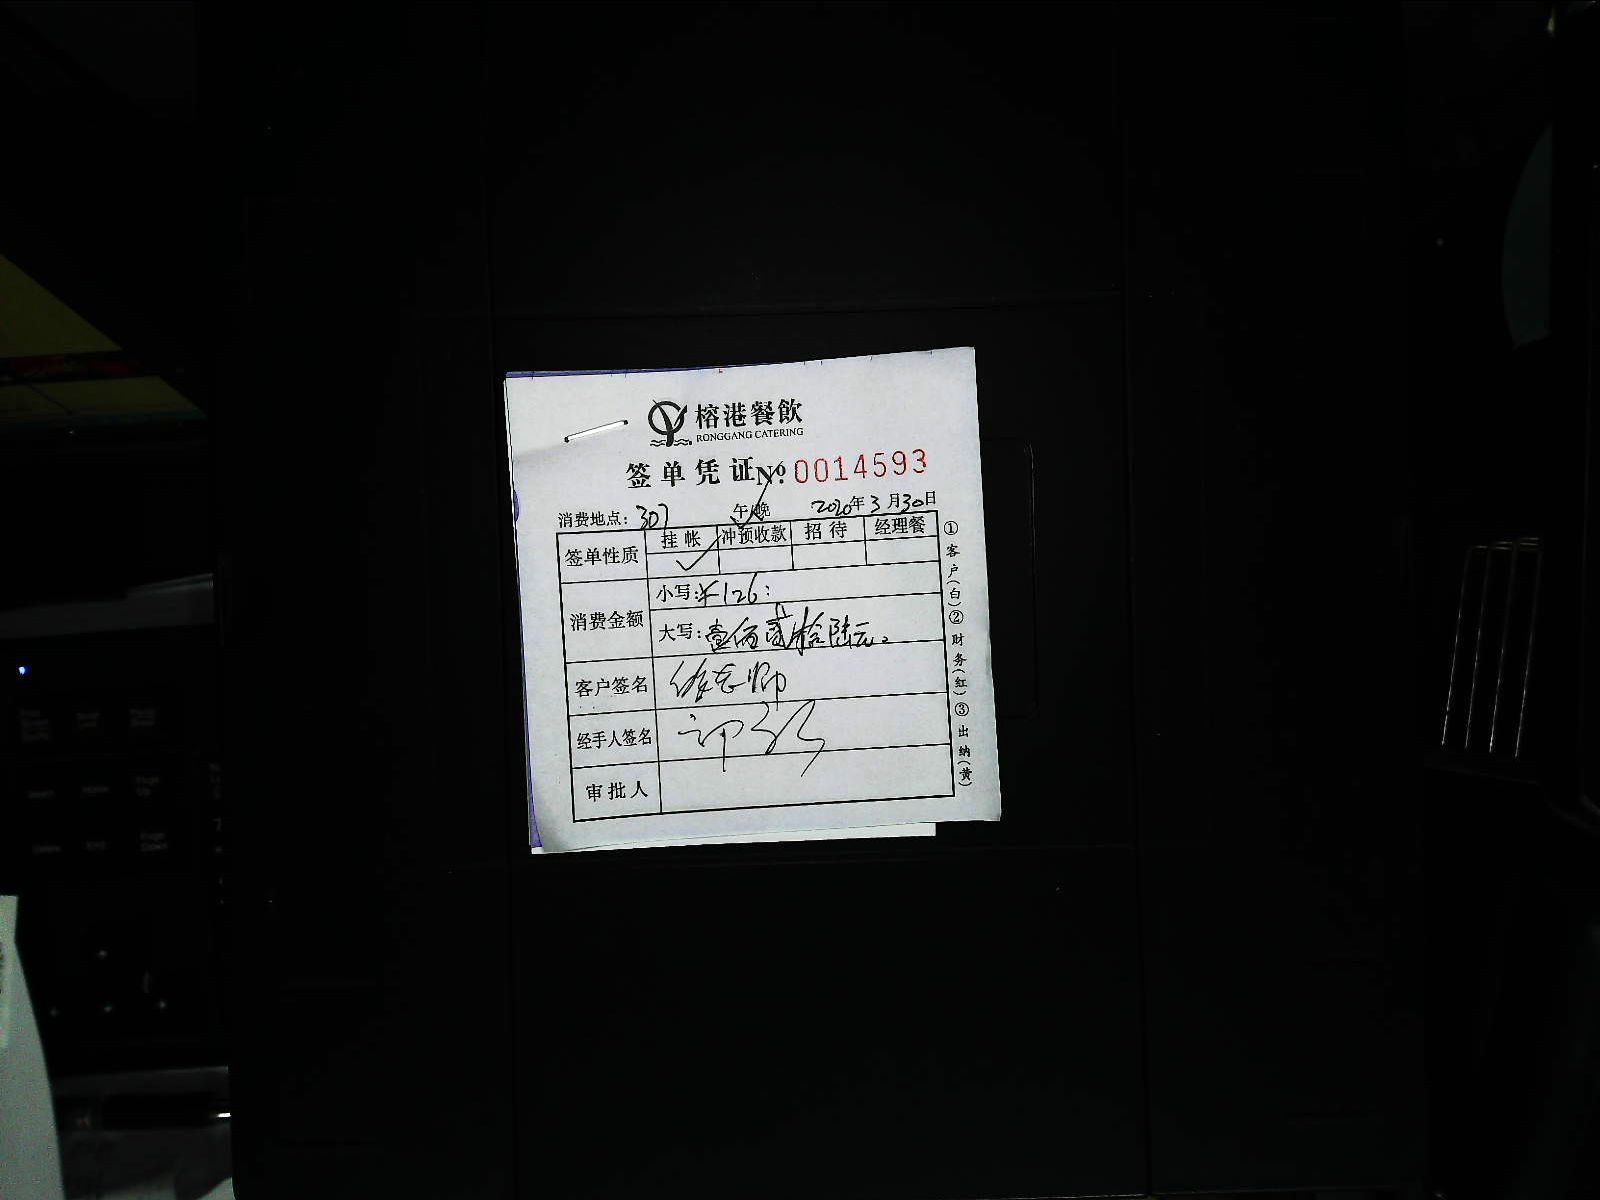 榕港餐飲
RONGGANG CATERING
签单凭证 No. 0014593
消费地点: 307 午/晚 2020年3月30日
签单性质 挂帐 冲预收款 招待 经理餐
消费金额 小写:¥126:
大写:壹佰贰拾陆元。
客户签名
经手人签名
审批人
①客户(白)②财务(红)③出纳(黄)